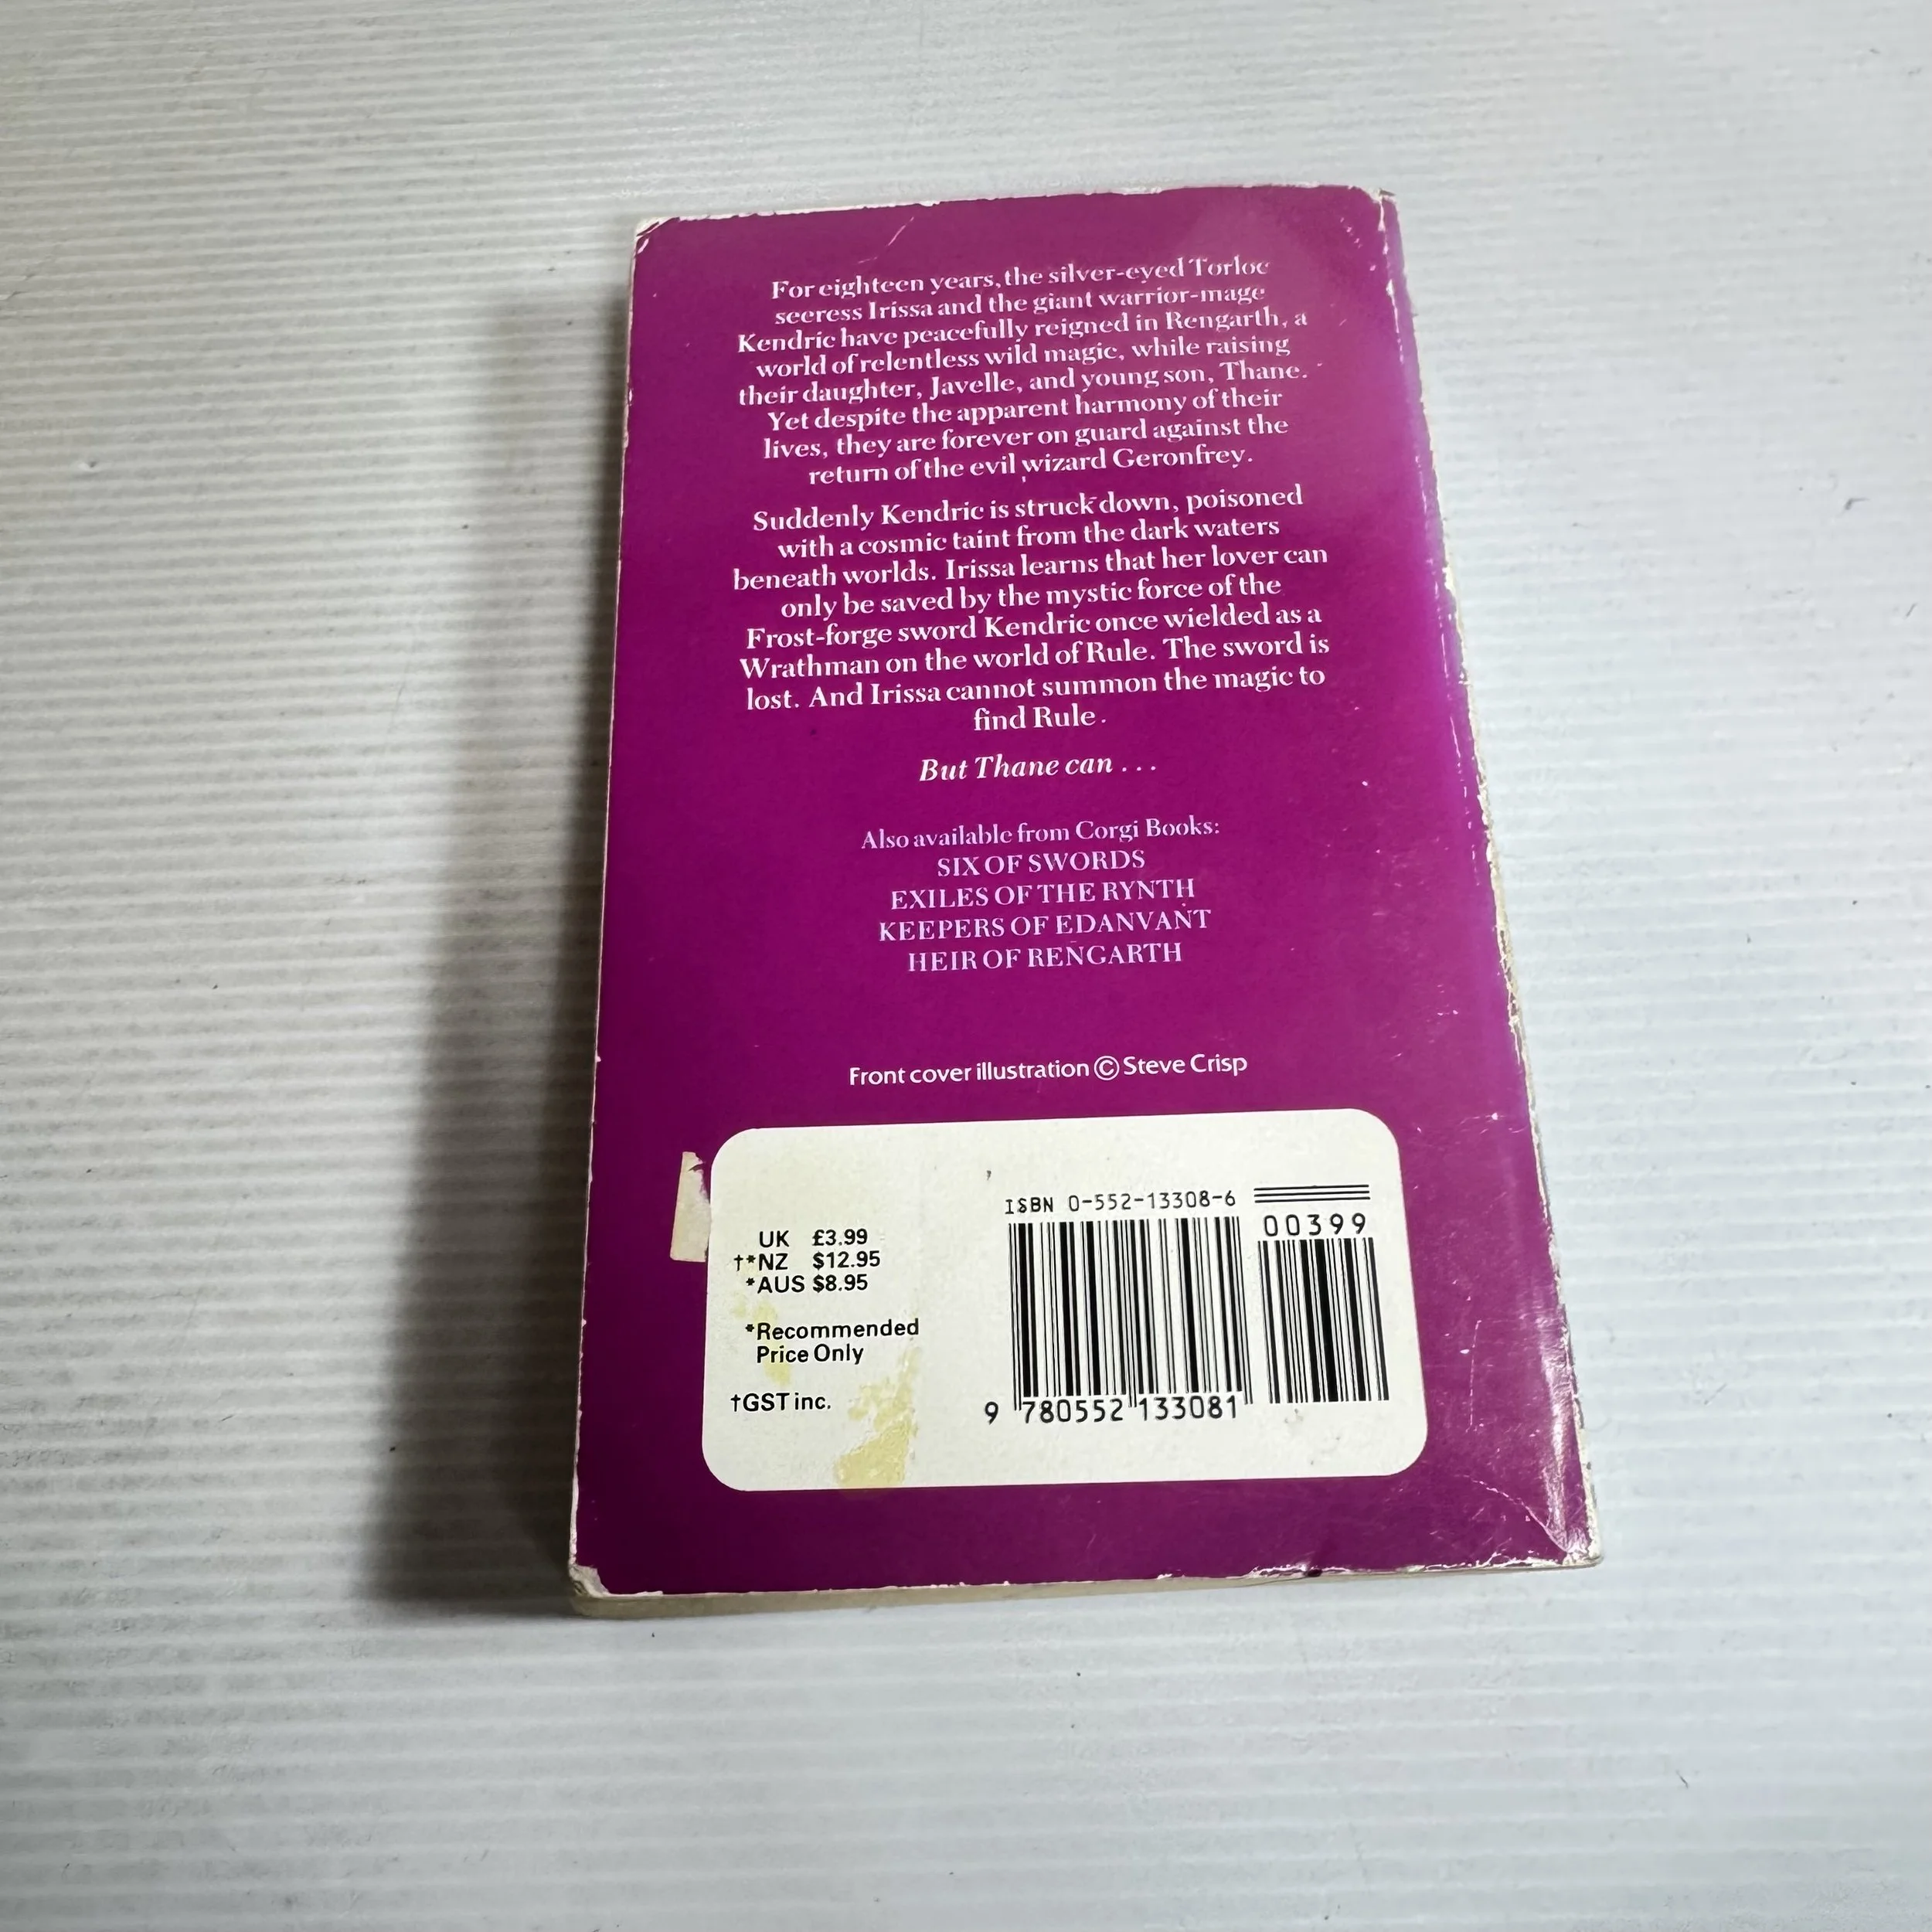 For eighteen years, the silver-eyed Torloc
seeress Irissa and the giant warrior-mage
Kendric have peacefully reigned in Rengarth, a
world of relentless wild magic, while raising
their daughter, Javelle, and young son, Thane.
Yet despite the apparent harmony of their
lives, they are forever on guard against the
return of the evil wizard Geronfrey.
Suddenly Kendric is struck down, poisoned
with a cosmic taint from the dark waters
beneath worlds. Irissa learns that her lover can
only be saved by the mystic force of the
Frost-forge sword Kendric once wielded as a
Wrathman on the world of Rule. The sword is
lost. And Irissa cannot summon the magic to
find Rule.
But Thane can . . .
Also available from Corgi Books:
SIX OF SWORDS
EXILES OF THE RYNTH
KEEPERS OF EDANVANT
HEIR OF RENGARTH
Front cover illustration © Steve Crisp
UK £3.99
†*NZ $12.95
*AUS $8.95
*Recommended
Price Only
†GST inc.
ISBN 0-552-13308-6
00399
9 780552 133081